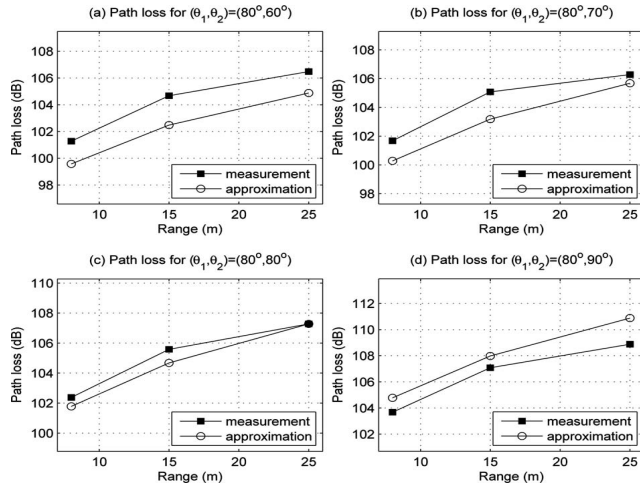 (a) Path loss for (θ₁,θ₂)=(80°,60°)
Path loss (dB)
108
106
104
102
100
98
10
15
20
25
Range (m)
measurement
approximation
(b) Path loss for (θ₁,θ₂)=(80°,70°)
Path loss (dB)
108
106
104
102
100
98
10
15
20
25
Range (m)
measurement
approximation
(c) Path loss for (θ₁,θ₂)=(80°,80°)
Path loss (dB)
110
108
106
104
102
100
10
15
20
25
Range (m)
measurement
approximation
(d) Path loss for (θ₁,θ₂)=(80°,90°)
Path loss (dB)
112
110
108
106
104
102
10
15
20
25
Range (m)
measurement
approximation